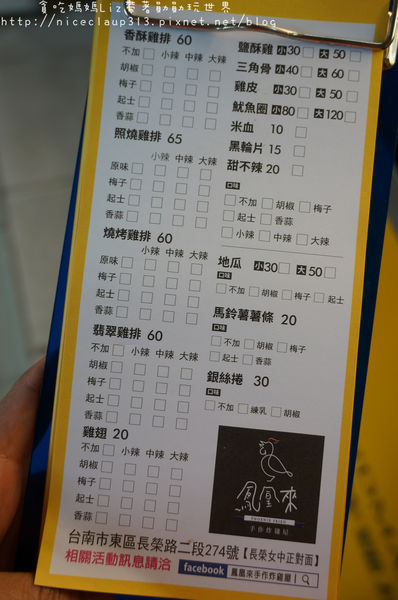 貪吃媽媽Liz帶著勛勛玩世界
http://niceclaup313.pixnet.net/blog
香酥雞排 60
不加 小辣 中辣 大辣
胡椒
梅子
起士
香蒜
照燒雞排 65
小辣 中辣 大辣
原味
梅子
起士
香蒜
燒烤雞排 60
小辣 中辣 大辣
原味
梅子
起士
香蒜
翡翠雞排 60
不加 小辣 中辣 大辣
胡椒
梅子
起士
香蒜
雞翅 20
不加 小辣 中辣 大辣
胡椒
梅子
起士
香蒜
鹽酥雞 小30 大50
三角骨 小40 大60
雞皮 小30 大50
魷魚圈 小80 大120
米血 10
黑輪片 15
甜不辣 20
口味
不加 胡椒 梅子
起士 香蒜
小辣 中辣 大辣
地瓜 小30 大50
口味
不加 胡椒 梅子 起士
馬鈴薯薯條 20
口味
不加 胡椒 梅子
起士 香蒜
銀絲捲 30
口味
不加 煉乳 胡椒
鳳凰來
PHOENIX FRIED
手作炸雞屋
台南市東區長榮路二段274號【長榮女中正對面】
相關活動訊息請洽 facebook 鳳凰來手作炸雞屋